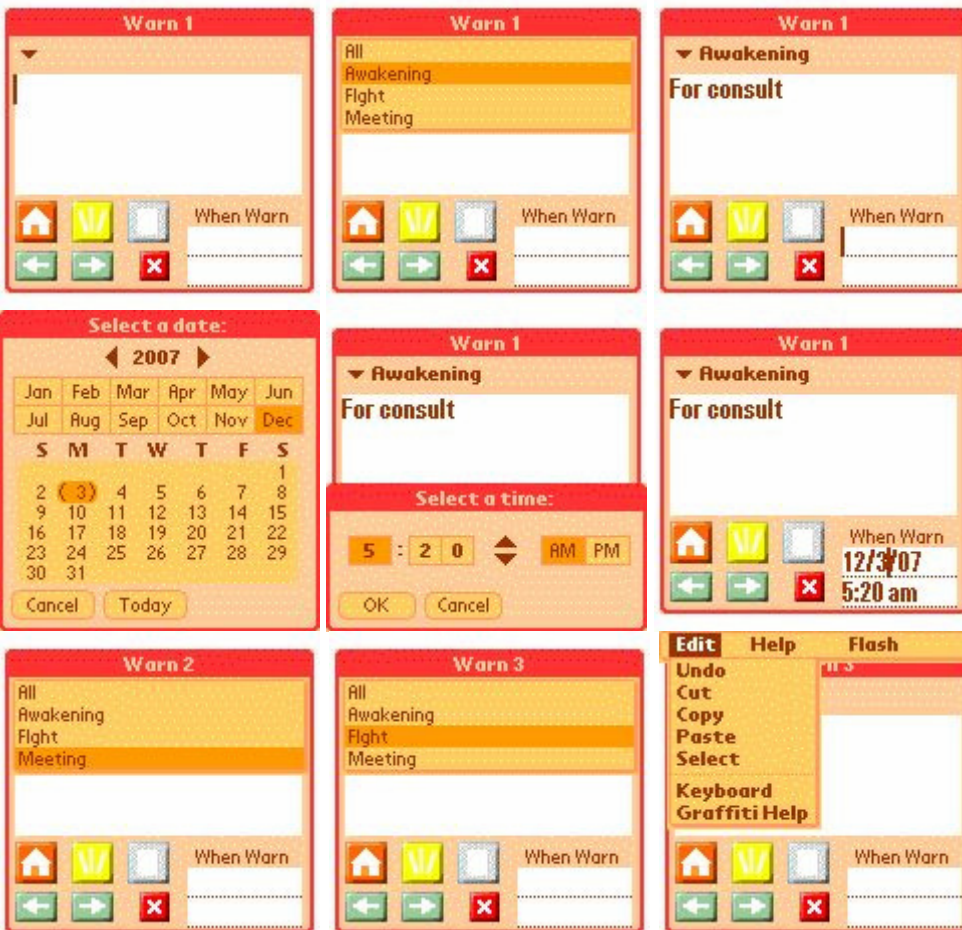 Warn 1
When Warn
Warn 1
All
Awakening
Flght
Meeting
When Warn
Warn 1
Awakening
For consult
When Warn
Select a date:
2007
Jan Feb Mar Apr May Jun
Jul Aug Sep Oct Nov Dec
S M T W T F S
1
2 3 4 5 6 7 8
9 10 11 12 13 14 15
16 17 18 19 20 21 22
23 24 25 26 27 28 29
30 31
Cancel Today
Warn 1
Awakening
For consult
Select a time:
5 : 2 0 AM PM
OK Cancel
Warn 1
Awakening
For consult
When Warn
12/3/07
5:20 am
Warn 2
All
Awakening
Flght
Meeting
When Warn
Warn 3
All
Awakening
Flght
Meeting
When Warn
Edit Help Flash
Undo
Cut
Copy
Paste
Select
Keyboard
Graffiti Help
When Warn